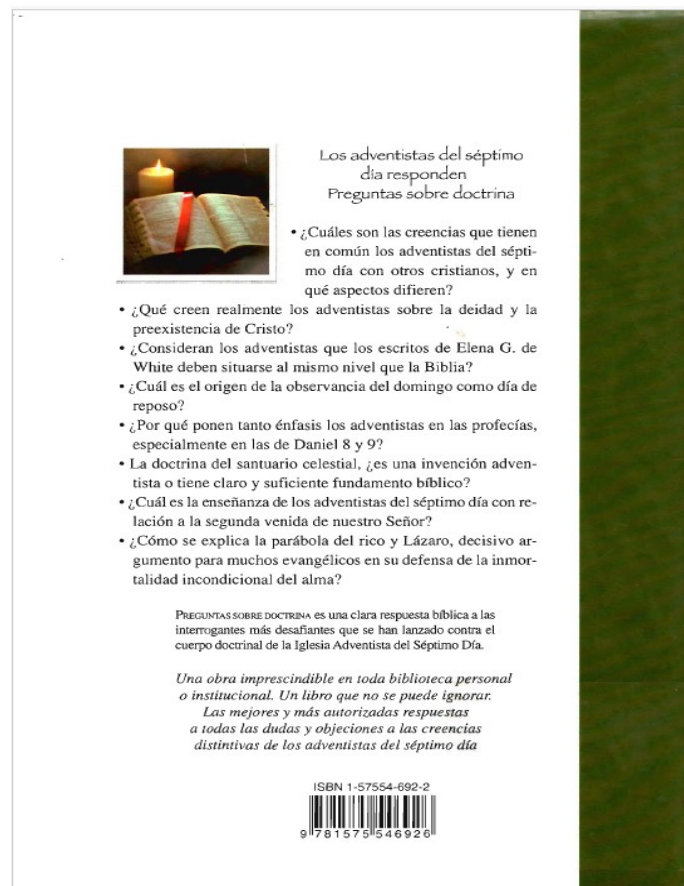 Los adventistas del séptimo
día responden
Preguntas sobre doctrina
• ¿Cuáles son las creencias que tienen
en común los adventistas del sépti-
mo día con otros cristianos, y en
qué aspectos difieren?
• ¿Qué creen realmente los adventistas sobre la deidad y la
preexistencia de Cristo?
• ¿Consideran los adventistas que los escritos de Elena G. de
White deben situarse al mismo nivel que la Biblia?
• ¿Cuál es el origen de la observancia del domingo como día de
reposo?
• ¿Por qué ponen tanto énfasis los adventistas en las profecías,
especialmente en las de Daniel 8 y 9?
• La doctrina del santuario celestial, ¿es una invención adven-
tista o tiene claro y suficiente fundamento bíblico?
• ¿Cuál es la enseñanza de los adventistas del séptimo día con re-
lación a la segunda venida de nuestro Señor?
• ¿Cómo se explica la parábola del rico y Lázaro, decisivo ar-
gumento para muchos evangélicos en su defensa de la inmor-
talidad incondicional del alma?
PREGUNTAS SOBRE DOCTRINA es una clara respuesta bíblica a las
interrogantes más desafiantes que se han lanzado contra el
cuerpo doctrinal de la Iglesia Adventista del Séptimo Día.
Una obra imprescindible en toda biblioteca personal
o institucional. Un libro que no se puede ignorar.
Las mejores y más autorizadas respuestas
a todas las dudas y objeciones a las creencias
distintivas de los adventistas del séptimo día
ISBN 1-57554-692-2
9 781575 546926